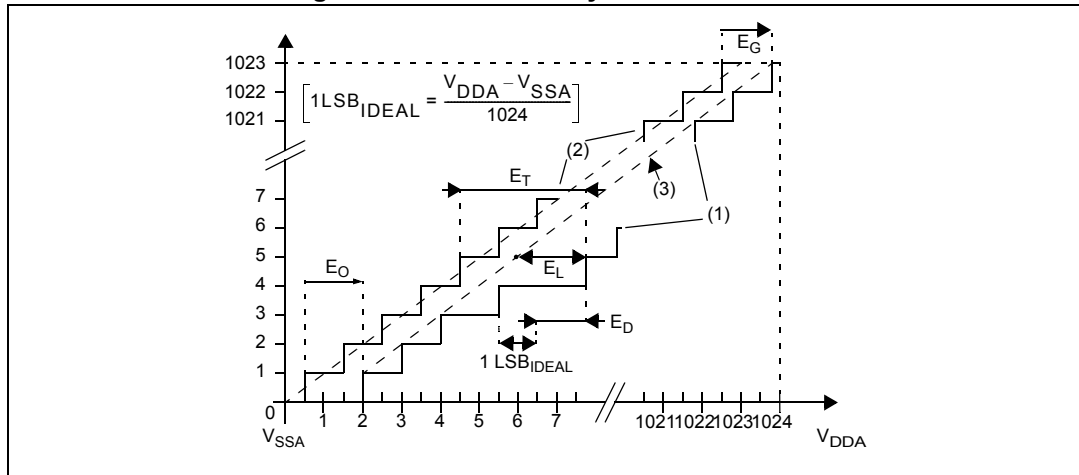 E_G
1023
1022
1021
[1LSB_IDEAL = (V_DDA – V_SSA) / 1024]
(2)
(3)
(1)
E_T
7
6
5
4
3
2
1
0
E_O
E_L
E_D
1 LSB_IDEAL
1 2 3 4 5 6 7 1021 1022 1023 1024
V_SSA
V_DDA